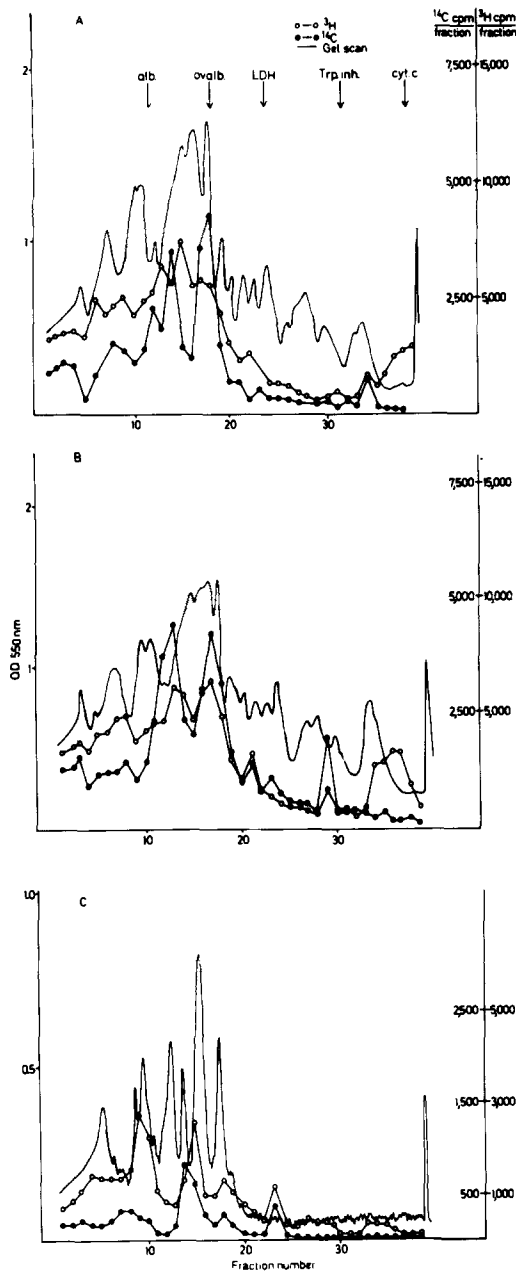 A
³H
¹⁴C
Gel scan
¹⁴C cpm fraction
³H cpm fraction
2
7,500 15,000
alb. ovalb. LDH Trp. inh. cyt. c
5,000 10,000
1
2,500 5,000
10 20 30
B
7,500 15,000
2
5,000 10,000
O.D. 550 nm
1
2,500 5,000
10 20 30
1.0
C
2,500 5,000
0.5
1,500 3,000
500 1,000
10 20 30
Fraction number